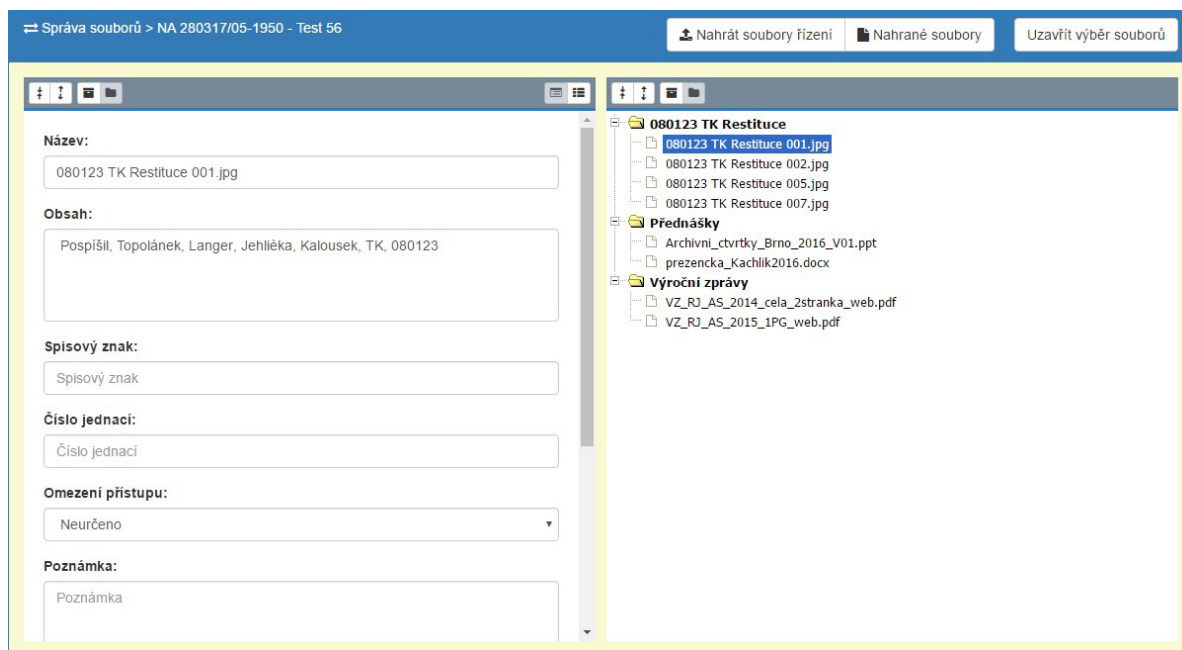 Správa souborů > NA 280317/05-1950 - Test 56
Nahrát soubory řízení
Nahrané soubory
Uzavřít výběr souborů
Název:
080123 TK Restituce 001.jpg
Obsah:
Pospíšil, Topolánek, Langer, Jehlièka, Kalousek, TK, 080123
Spisový znak:
Spisový znak
Číslo jednací:
Číslo jednací
Omezení přístupu:
Neurčeno
Poznámka:
Poznámka
080123 TK Restituce
080123 TK Restituce 001.jpg
080123 TK Restituce 002.jpg
080123 TK Restituce 005.jpg
080123 TK Restituce 007.jpg
Přednášky
Archivni_ctvrtky_Brno_2016_V01.ppt
prezencka_Kachlik2016.docx
Výroční zprávy
VZ_RJ_AS_2014_cela_2stranka_web.pdf
VZ_RJ_AS_2015_1PG_web.pdf